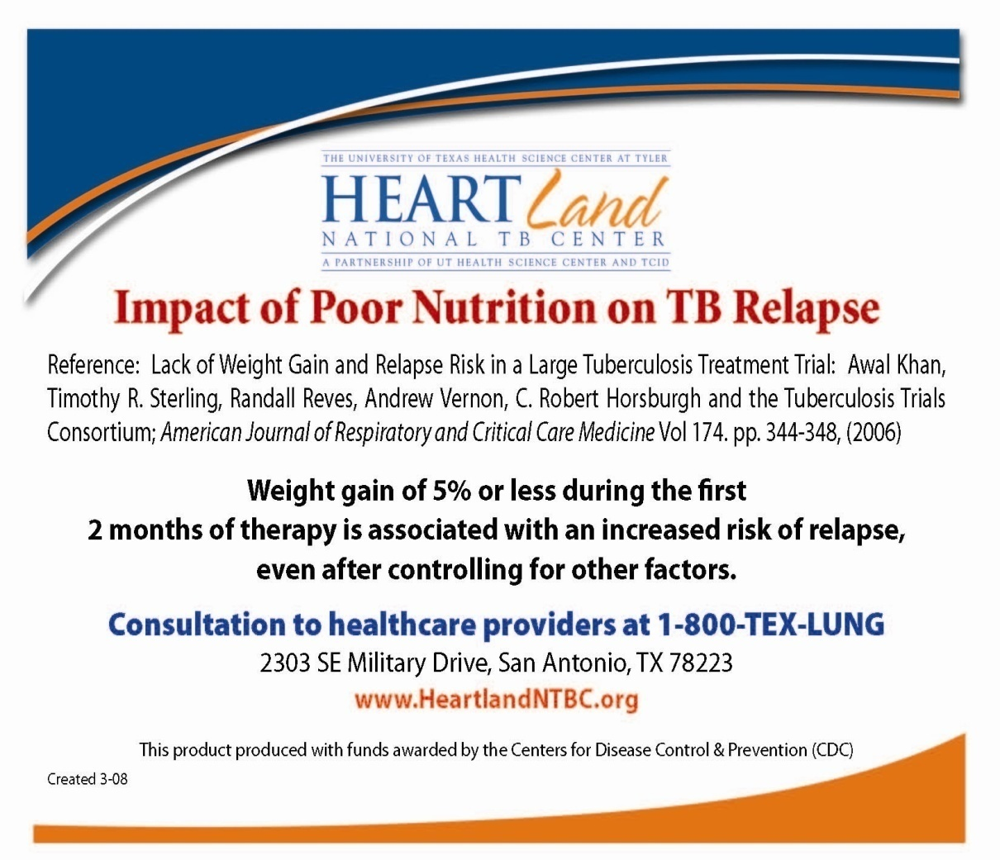 THE UNIVERSITY OF TEXAS HEALTH SCIENCE CENTER AT TYLER
HEARTLand
NATIONAL TB CENTER
A PARTNERSHIP OF UT HEALTH SCIENCE CENTER AND TCID
Impact of Poor Nutrition on TB Relapse
Reference: Lack of Weight Gain and Relapse Risk in a Large Tuberculosis Treatment Trial: Awal Khan,
Timothy R. Sterling, Randall Reves, Andrew Vernon, C. Robert Horsburgh and the Tuberculosis Trials
Consortium; American Journal of Respiratory and Critical Care Medicine Vol 174. pp. 344-348, (2006)
Weight gain of 5% or less during the first
2 months of therapy is associated with an increased risk of relapse,
even after controlling for other factors.
Consultation to healthcare providers at 1-800-TEX-LUNG
2303 SE Military Drive, San Antonio, TX 78223
www.HeartlandNTBC.org
This product produced with funds awarded by the Centers for Disease Control & Prevention (CDC)
Created 3-08